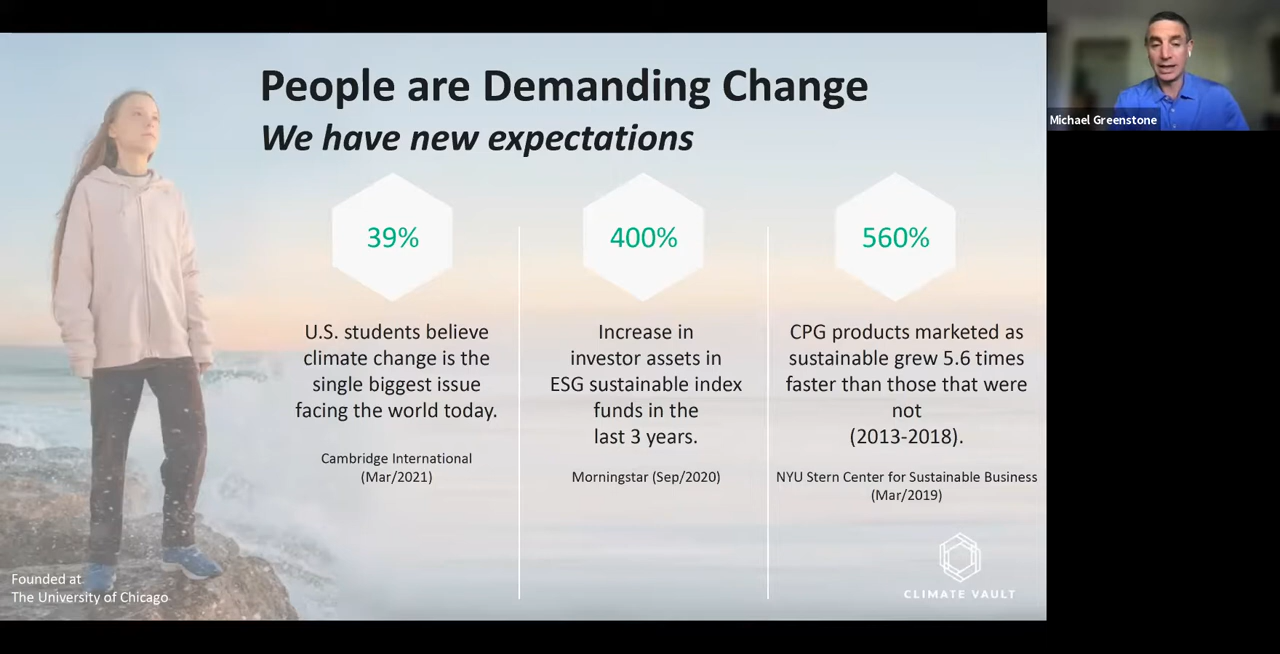 People are Demanding Change
We have new expectations
39%
U.S. students believe
climate change is the
single biggest issue
facing the world today.
Cambridge International
(Mar/2021)
400%
Increase in
investor assets in
ESG sustainable index
funds in the
last 3 years.
Morningstar (Sep/2020)
560%
CPG products marketed as
sustainable grew 5.6 times
faster than those that were
not
(2013-2018).
NYU Stern Center for Sustainable Business
(Mar/2019)
Founded at
The University of Chicago
CLIMATE VAULT
Michael Greenstone